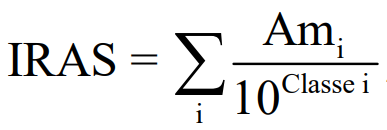 IRAS = ∑_i Am_i / 10^{Classe i}